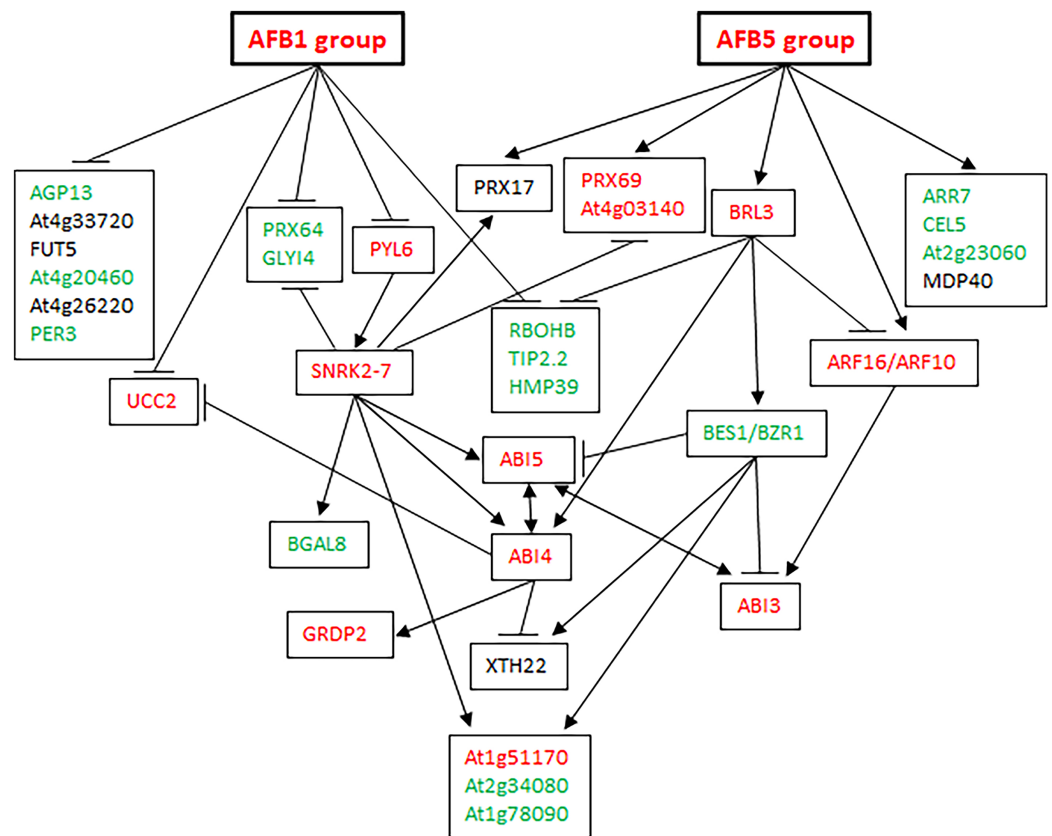 AFB1 group
AFB5 group
PRX17
PRX69
At4g03140
BRL3
ARR7
CEL5
At2g23060
MDP40
AGP13
At4g33720
FUT5
At4g20460
At4g26220
PER3
PRX64
GLYI4
PYL6
RBOHB
TIP2.2
HMP39
SNRK2-7
ARF16/ARF10
UCC2
BES1/BZR1
ABI5
BGAL8
ABI4
ABI3
GRDP2
XTH22
At1g51170
At2g34080
At1g78090